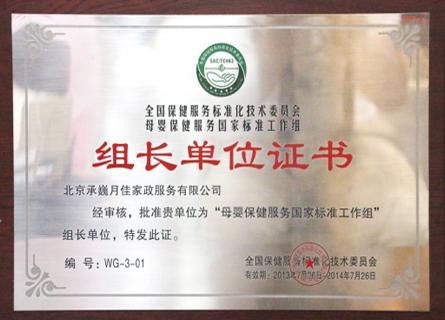 SAC/TC483
全国保健服务标准化技术委员会
母婴保健服务国家标准工作组
组长单位证书
北京承巍月佳家政服务有限公司
经审核，批准贵单位为“母婴保健服务国家标准工作组”
组长单位，特发此证。
编 号：WG-3-01
全国保健服务标准化技术委员会
有效期：2013年7月26日-2014年7月26日